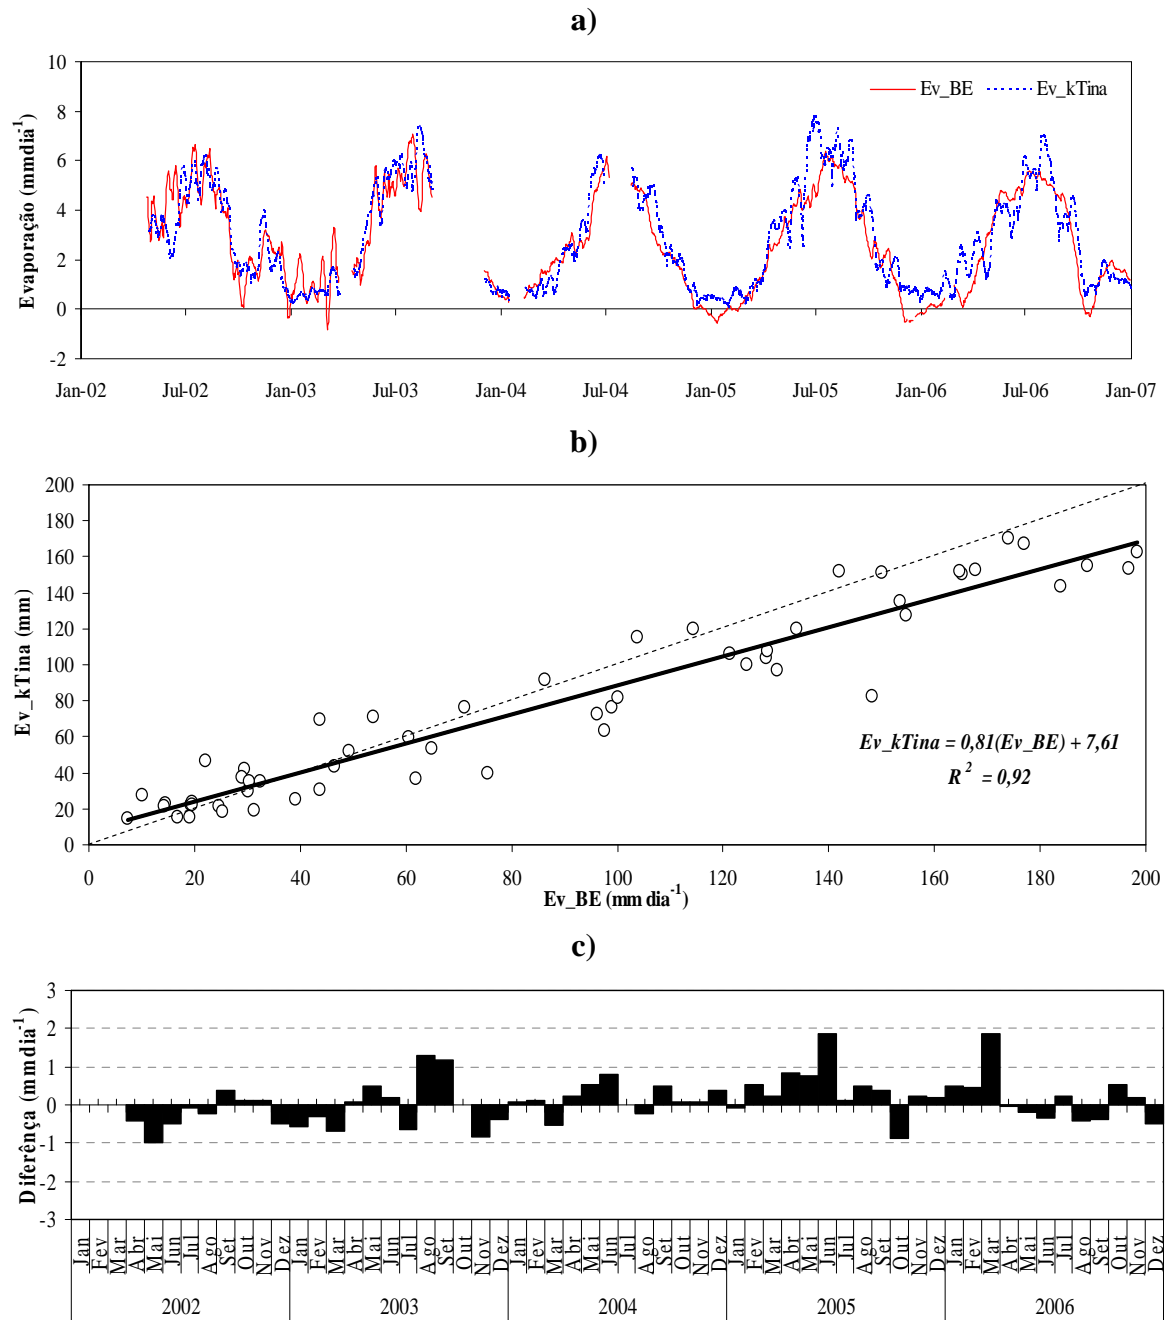 a)
10
8
6
4
2
0
-2
Evaporação (mmdia-1)
Ev_BE
Ev_kTina
Jan-02 Jul-02 Jan-03 Jul-03 Jan-04 Jul-04 Jan-05 Jul-05 Jan-06 Jul-06 Jan-07
b)
200
180
160
140
120
100
80
60
40
20
0
Ev_kTina (mm)
Ev_kTina = 0,81(Ev_BE) + 7,61
R2 = 0,92
0 20 40 60 80 100 120 140 160 180 200
Ev_BE (mm dia-1)
c)
3
2
1
0
-1
-2
-3
Diferênça (mmdia-1)
Jan Fev Mar Abr Mai Jun Jul Ago Set Out Nov Dez Jan Fev Mar Abr Mai Jun Jul Ago Set Out Nov Dez Jan Fev Mar Abr Mai Jun Jul Ago Set Out Nov Dez Jan Fev Mar Abr Mai Jun Jul Ago Set Out Nov Dez Jan Fev Mar Abr Mai Jun Jul Ago Set Out Nov Dez
2002 2003 2004 2005 2006